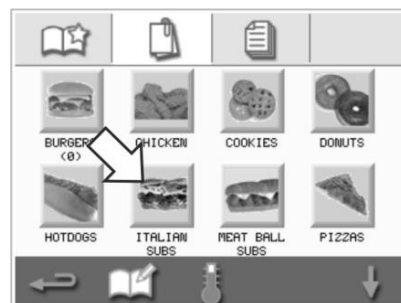 BURGER
(0)
CHICKEN
COOKIES
DONUTS
HOTDOGS
ITALIAN
SUBS
MEAT BALL
SUBS
PIZZAS